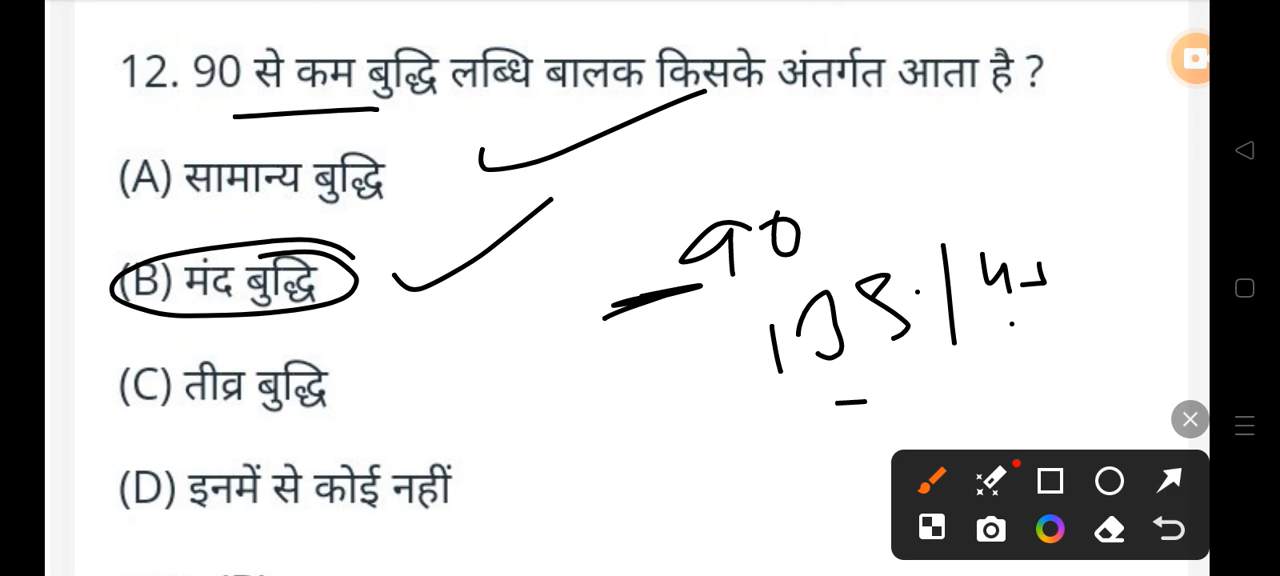 12. 90 से कम बुद्धि लब्धि बालक किसके अंतर्गत आता है ?
(A) सामान्य बुद्धि
(B) मंद बुद्धि
90
(C) तीव्र बुद्धि
(D) इनमें से कोई नहीं